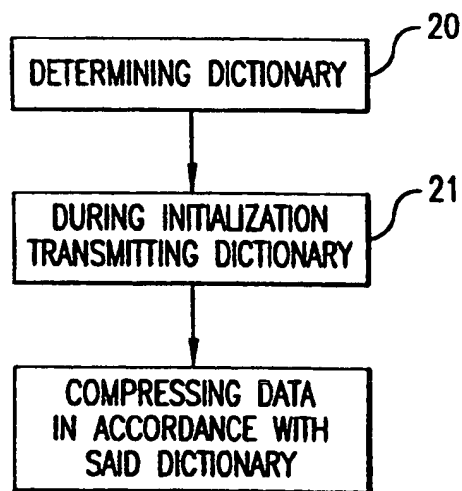 20
DETERMINING DICTIONARY
21
DURING INITIALIZATION
TRANSMITTING DICTIONARY
COMPRESSING DATA
IN ACCORDANCE WITH
SAID DICTIONARY